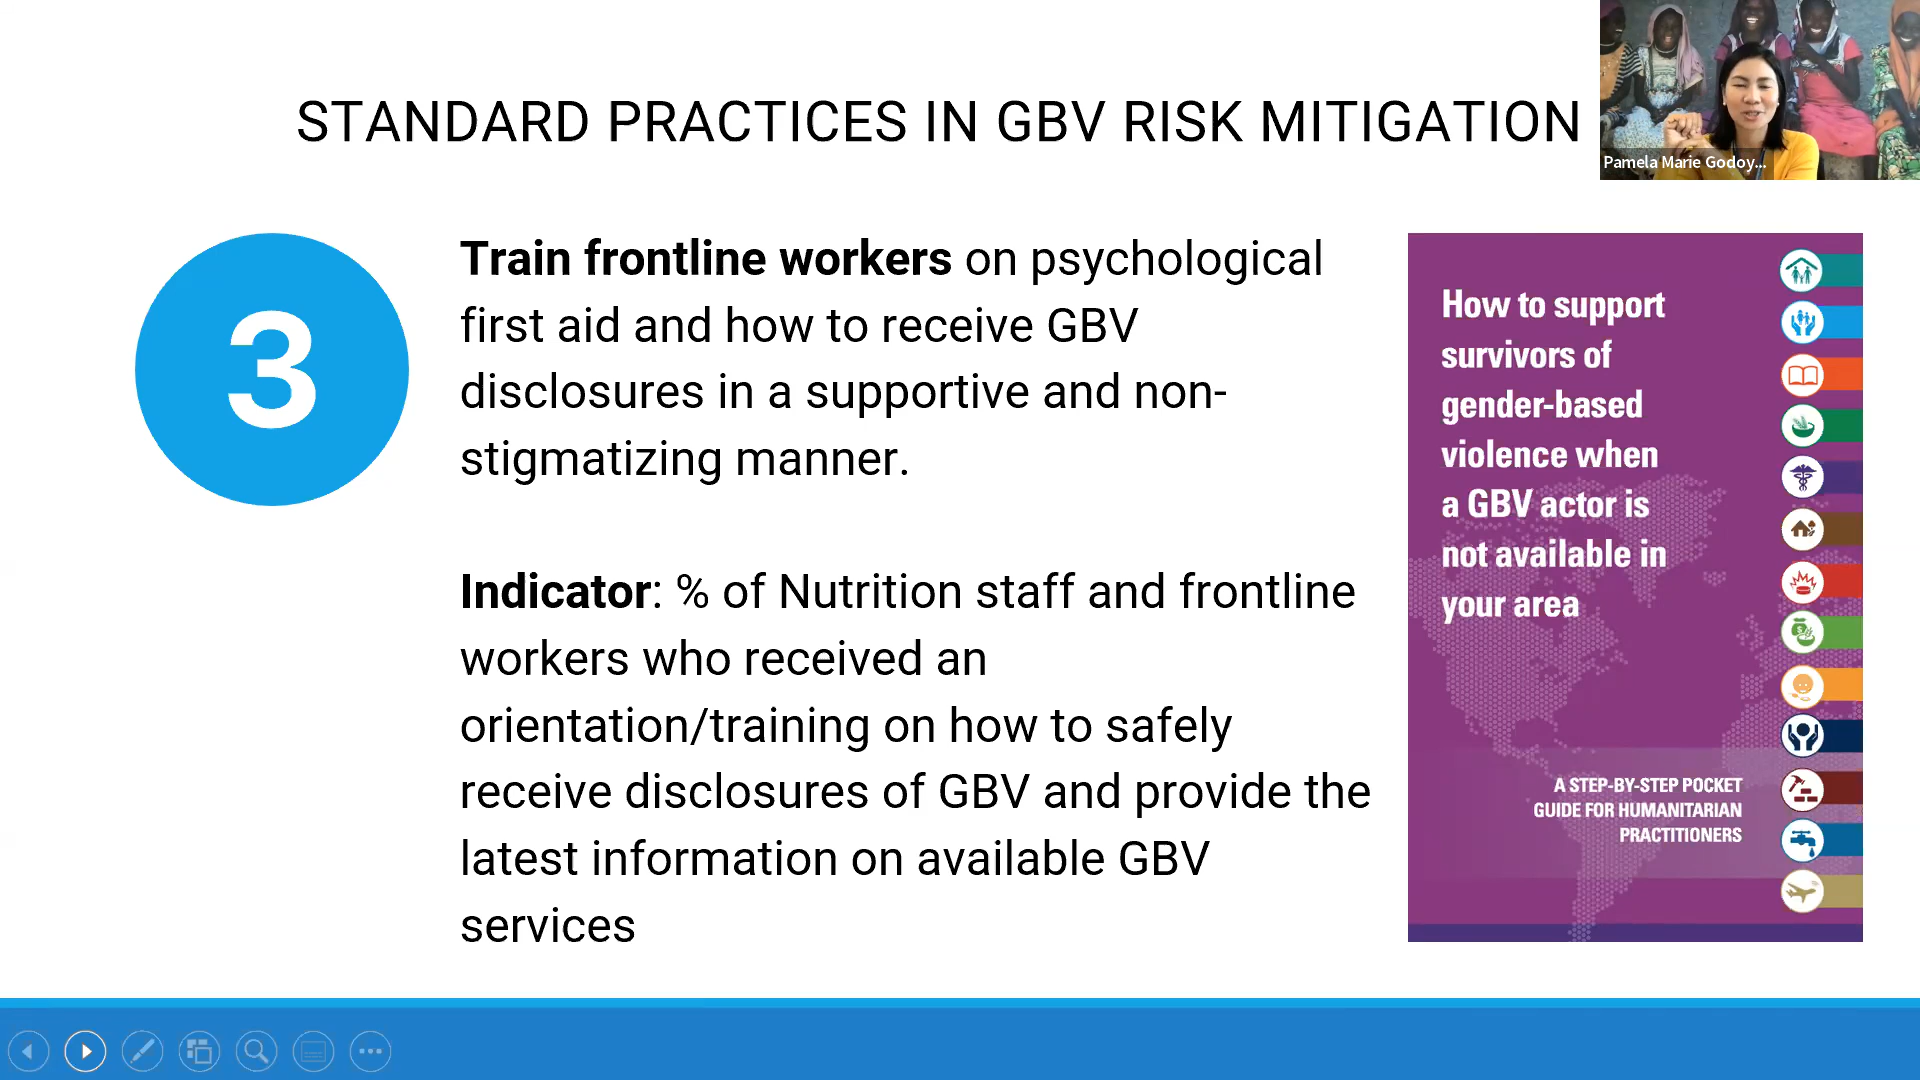 STANDARD PRACTICES IN GBV RISK MITIGATION
Pamela Marie Godoy...
3
Train frontline workers on psychological
first aid and how to receive GBV
disclosures in a supportive and non-
stigmatizing manner.
Indicator: % of Nutrition staff and frontline
workers who received an
orientation/training on how to safely
receive disclosures of GBV and provide the
latest information on available GBV
services
How to support
survivors of
gender-based
violence when
a GBV actor is
not available in
your area
A STEP-BY-STEP POCKET
GUIDE FOR HUMANITARIAN
PRACTITIONERS